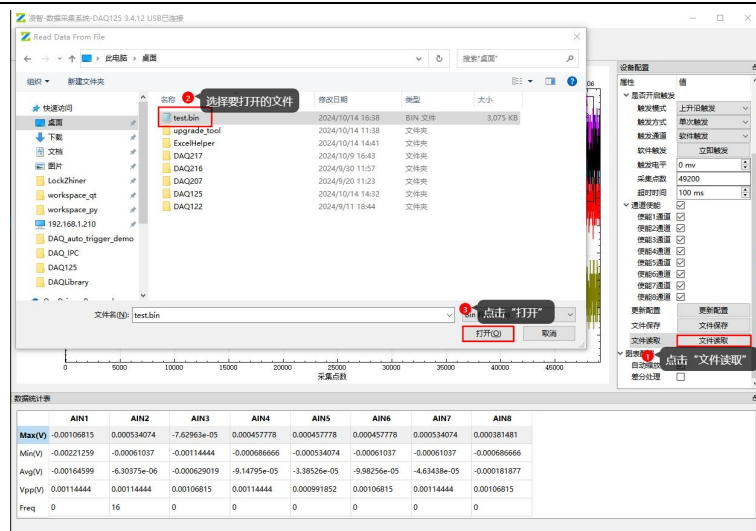 凌智-数据采集系统-DAQ125 3.4.12 USB已连接
Read Data From File
此电脑 › 桌面
搜索"桌面"
组织 新建文件夹
名称 修改日期 类型 大小
2 选择要打开的文件
快速访问
桌面
下载
文档
图片
LockZhiner
workspace_qt
workspace_py
192.168.1.210
DAQ_auto_trigger_demo
DAQ_IPC
DAQ125
DAQLibrary
test.bin 2024/10/14 16:38 BIN 文件 3,075 KB
upgrade_tool 2024/10/14 11:38 文件夹
ExcelHelper 2024/10/14 14:41 文件夹
DAQ217 2024/10/9 16:43 文件夹
DAQ216 2024/9/30 11:57 文件夹
DAQ207 2024/9/20 11:23 文件夹
DAQ125 2024/10/14 14:32 文件夹
DAQ122 2024/9/11 18:44 文件夹
文件名(N): test.bin
3 点击“打开”
打开(O) 取消
06
0 5000 10000 15000 20000 25000 30000 35000 40000 45000
采集点数
设备配置
属性 值
是否开启触发
触发模式 上升沿触发
触发方式 单次触发
触发通道 软件触发
软件触发 立即触发
触发电平 0 mv
采集点数 49200
超时时间 100 ms
通道使能
使能1通道
使能2通道
使能3通道
使能4通道
使能5通道
使能6通道
使能7通道
使能8通道
更新配置 更新配置
文件保存 文件保存
文件读取 文件读取
1 点击“文件读取”
自动缩放
差分处理
数据统计表
AIN1 AIN2 AIN3 AIN4 AIN5 AIN6 AIN7 AIN8
Max(V) -0.00106815 0.000534074 -7.62963e-05 0.000457778 0.000457778 0.000457778 0.000534074 0.000381481
Min(V) -0.00221259 -0.00061037 -0.00114444 -0.000686666 -0.000534074 -0.00061037 -0.00061037 -0.000686666
Avg(V) -0.00164599 -6.30375e-06 -0.000629019 -9.14795e-05 -3.38526e-05 -9.98256e-05 -4.63438e-05 -0.000181877
Vpp(V) 0.00114444 0.00114444 0.00106815 0.00114444 0.000991852 0.00106815 0.00114444 0.00106815
Freq 0 16 0 0 0 0 0 0